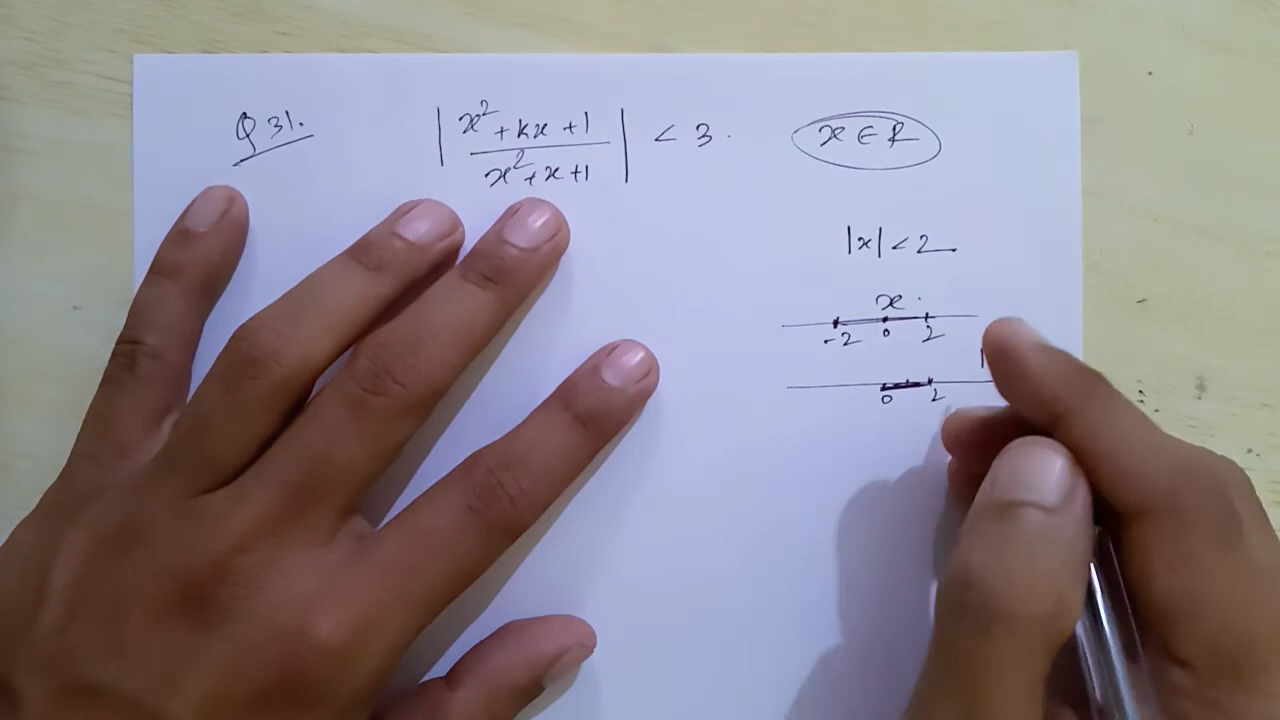 Q 31. | x² + kx + 1 / x² + x + 1 | < 3. x ∈ R
|x| < 2
x.
-2 0 2
0 2